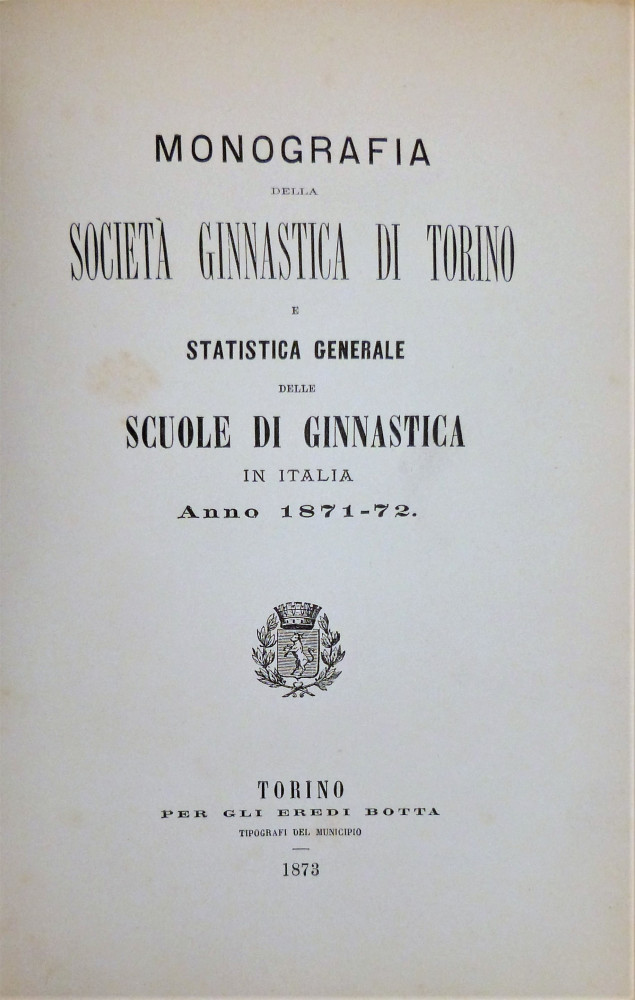 MONOGRAFIA
DELLA
SOCIETÀ GINNASTICA DI TORINO
E
STATISTICA GENERALE
DELLE
SCUOLE DI GINNASTICA
IN ITALIA
Anno 1871-72.
TORINO
PER GLI EREDI BOTTA
TIPOGRAFI DEL MUNICIPIO
1873